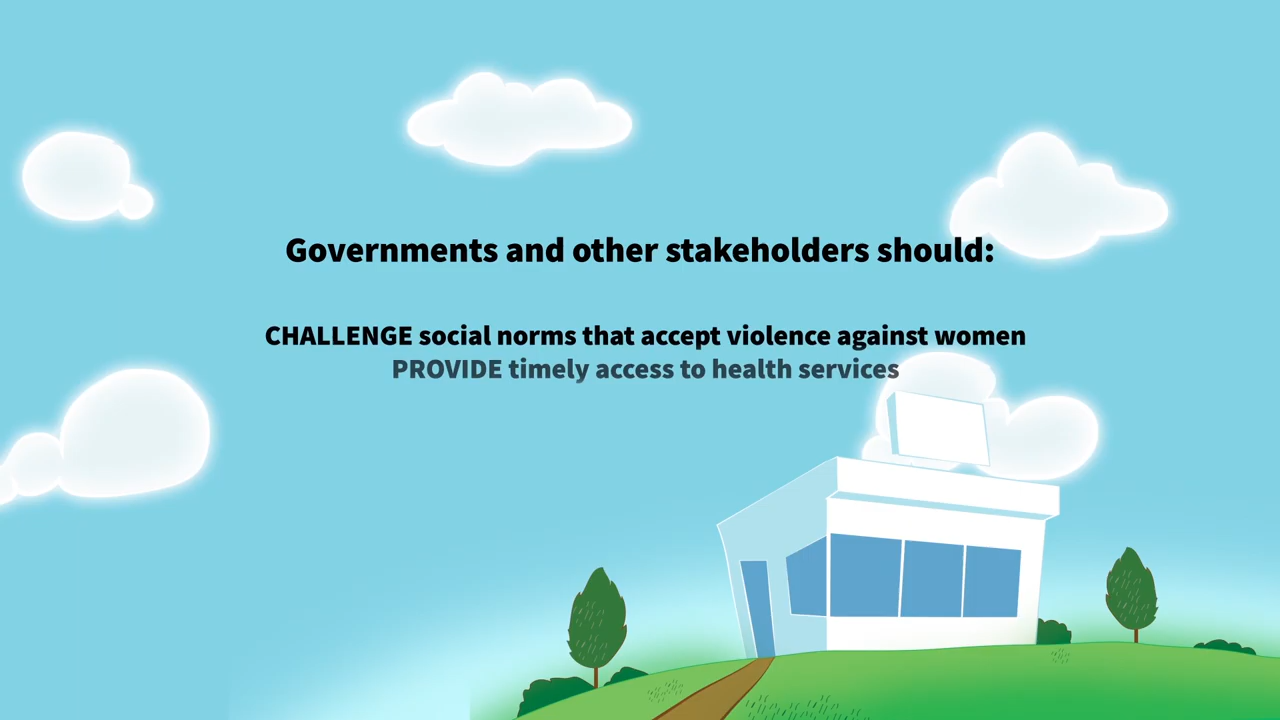 Governments and other stakeholders should:
CHALLENGE social norms that accept violence against women
PROVIDE timely access to health services